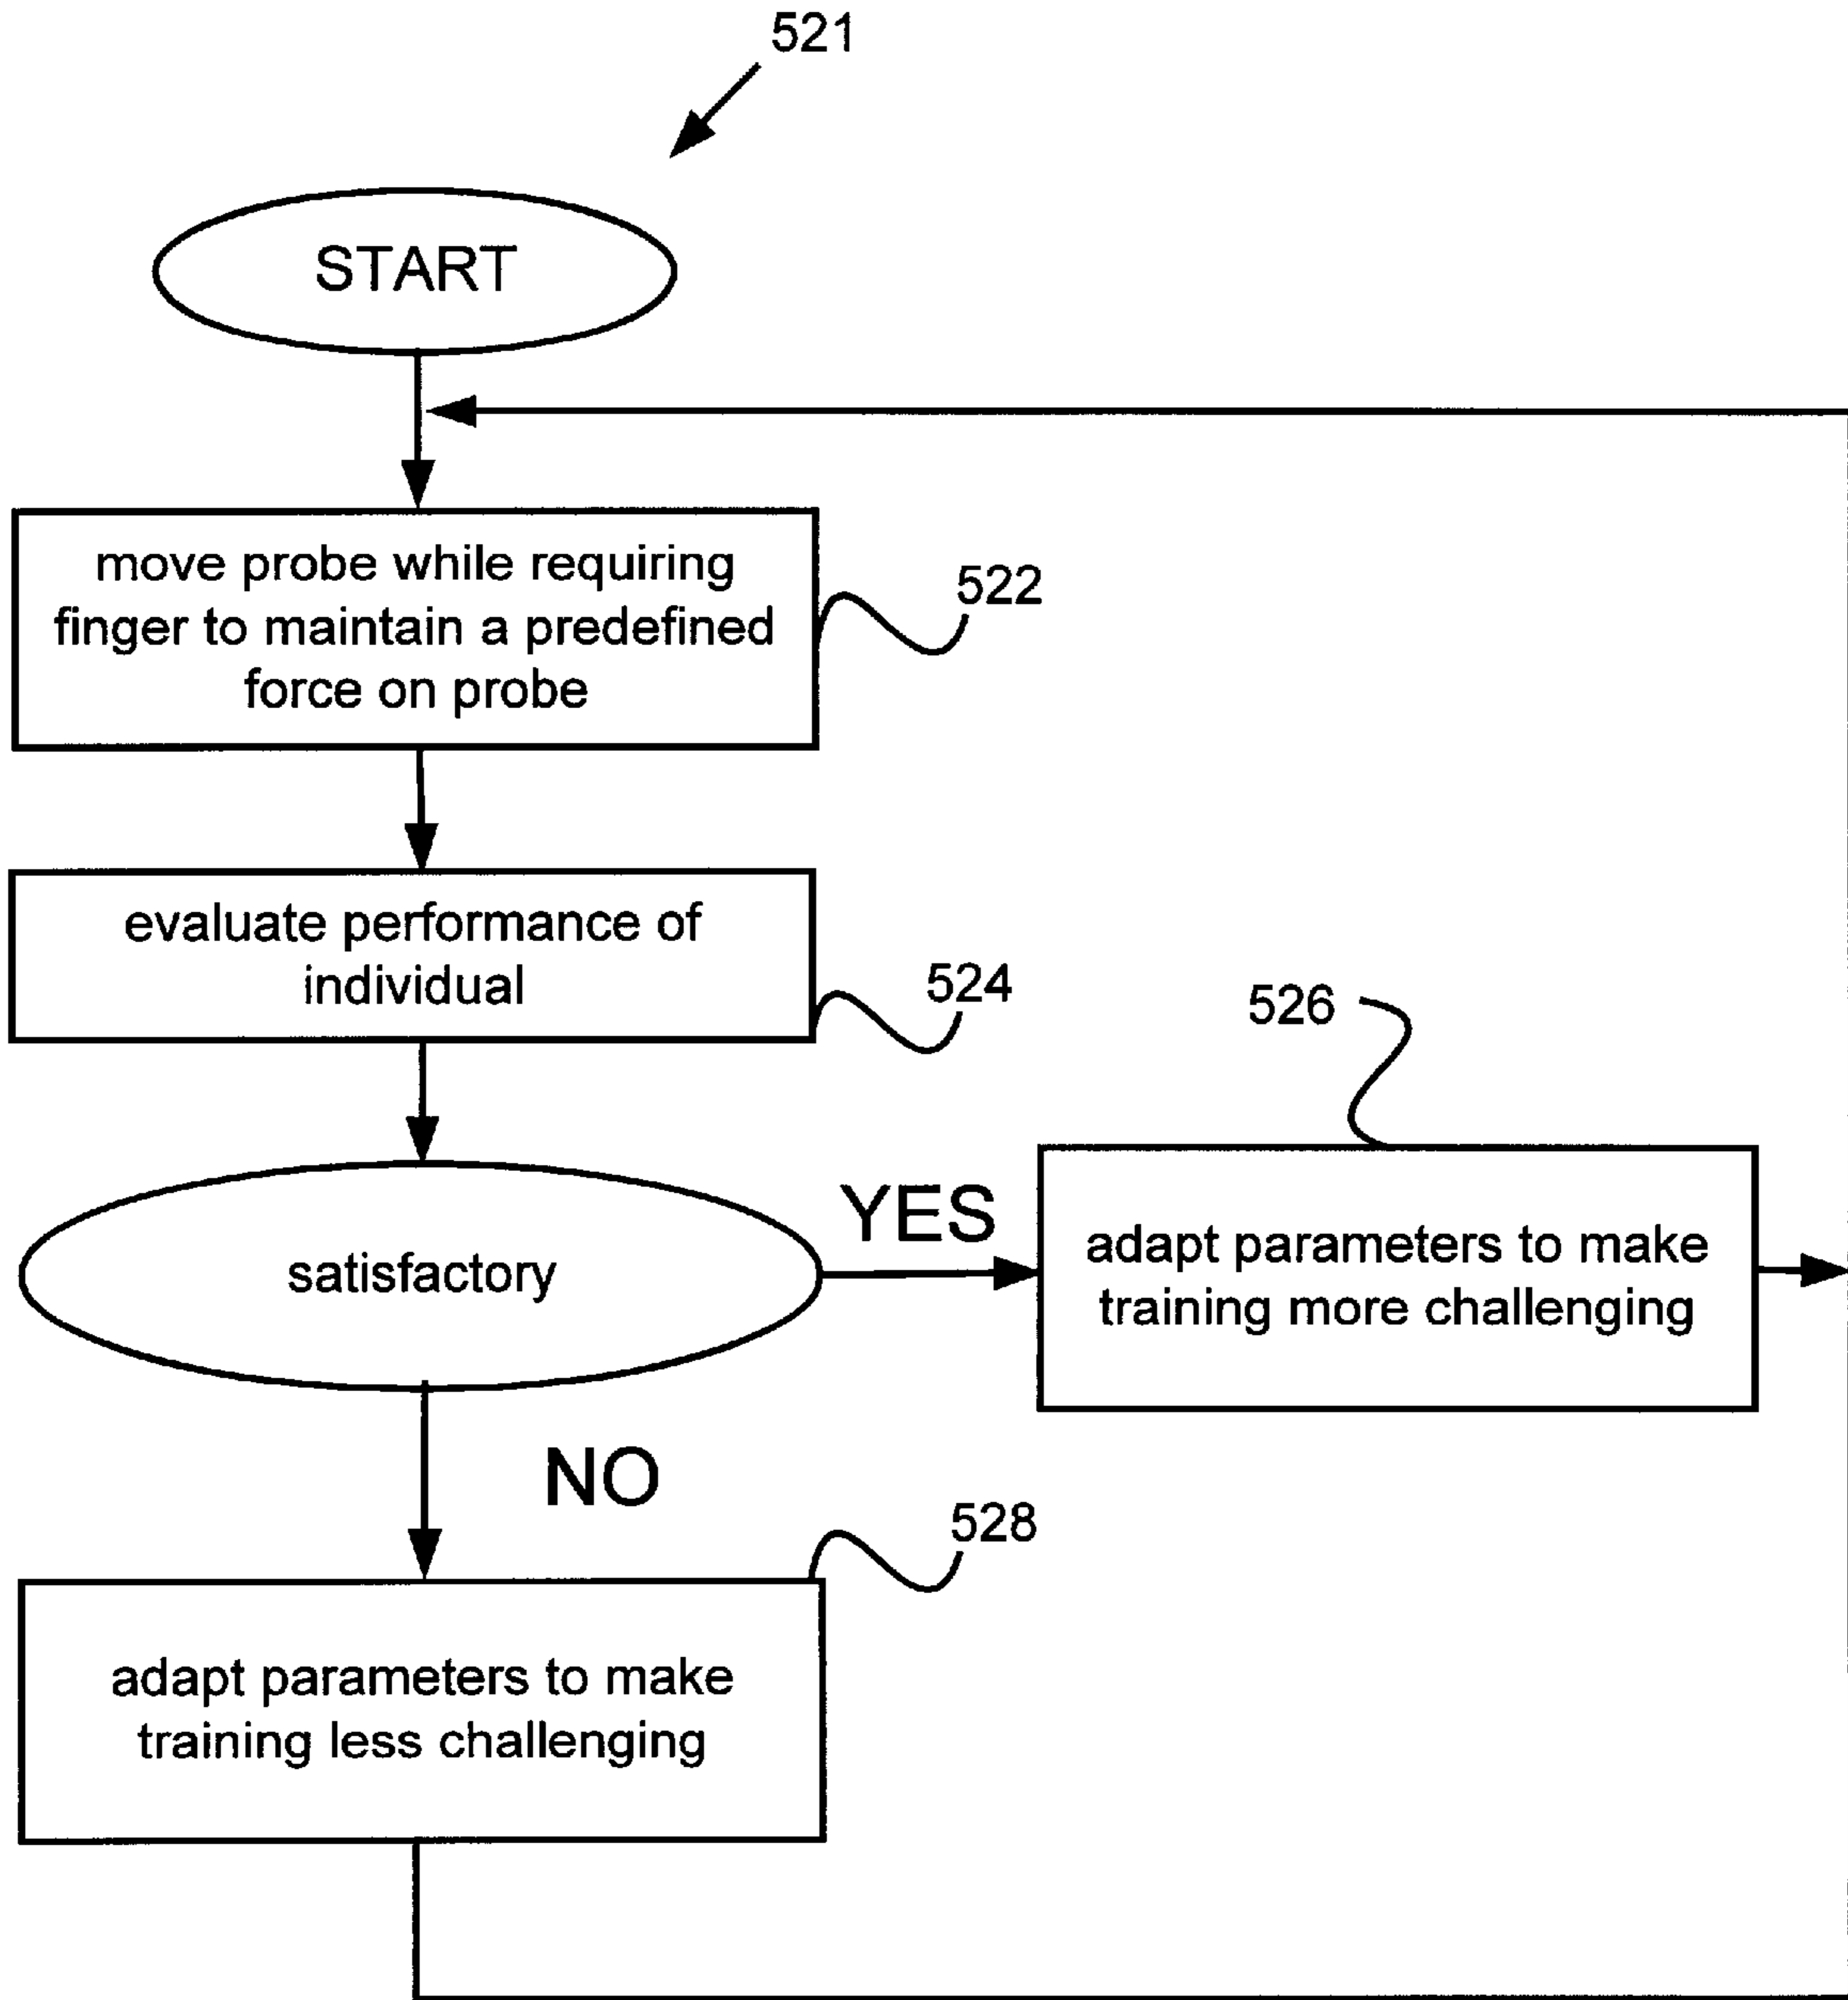 521
START
move probe while requiring
finger to maintain a predefined
force on probe
522
evaluate performance of
individual
524
526
satisfactory
YES
adapt parameters to make
training more challenging
NO
528
adapt parameters to make
training less challenging